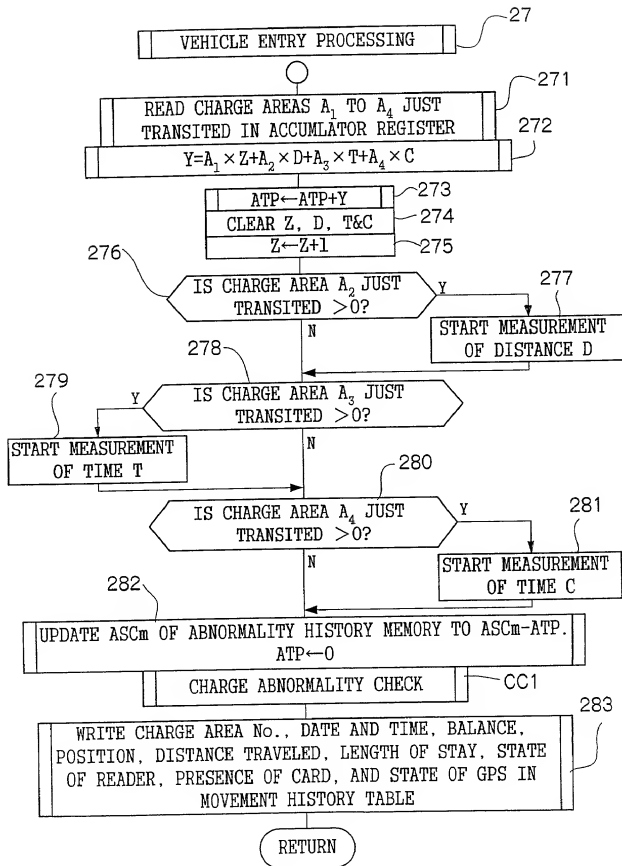 27
VEHICLE ENTRY PROCESSING
271
READ CHARGE AREAS A₁ TO A₄ JUST
TRANSITED IN ACCUMLATOR REGISTER
272
Y=A₁×Z+A₂×D+A₃×T+A₄×C
273
ATP←ATP+Y
274
CLEAR Z, D, T&C
275
Z←Z+1
276
IS CHARGE AREA A₂ JUST
TRANSITED >0?
Y
277
N
START MEASUREMENT
OF DISTANCE D
278
279
Y
IS CHARGE AREA A₃ JUST
TRANSITED >0?
N
START MEASUREMENT
OF TIME T
280
IS CHARGE AREA A₄ JUST
TRANSITED >0?
Y
281
N
START MEASUREMENT
OF TIME C
282
UPDATE ASCm OF ABNORMALITY HISTORY MEMORY TO ASCm-ATP.
ATP←0
CHARGE ABNORMALITY CHECK
CC1
283
WRITE CHARGE AREA No., DATE AND TIME, BALANCE,
POSITION, DISTANCE TRAVELED, LENGTH OF STAY, STATE
OF READER, PRESENCE OF CARD, AND STATE OF GPS IN
MOVEMENT HISTORY TABLE
RETURN